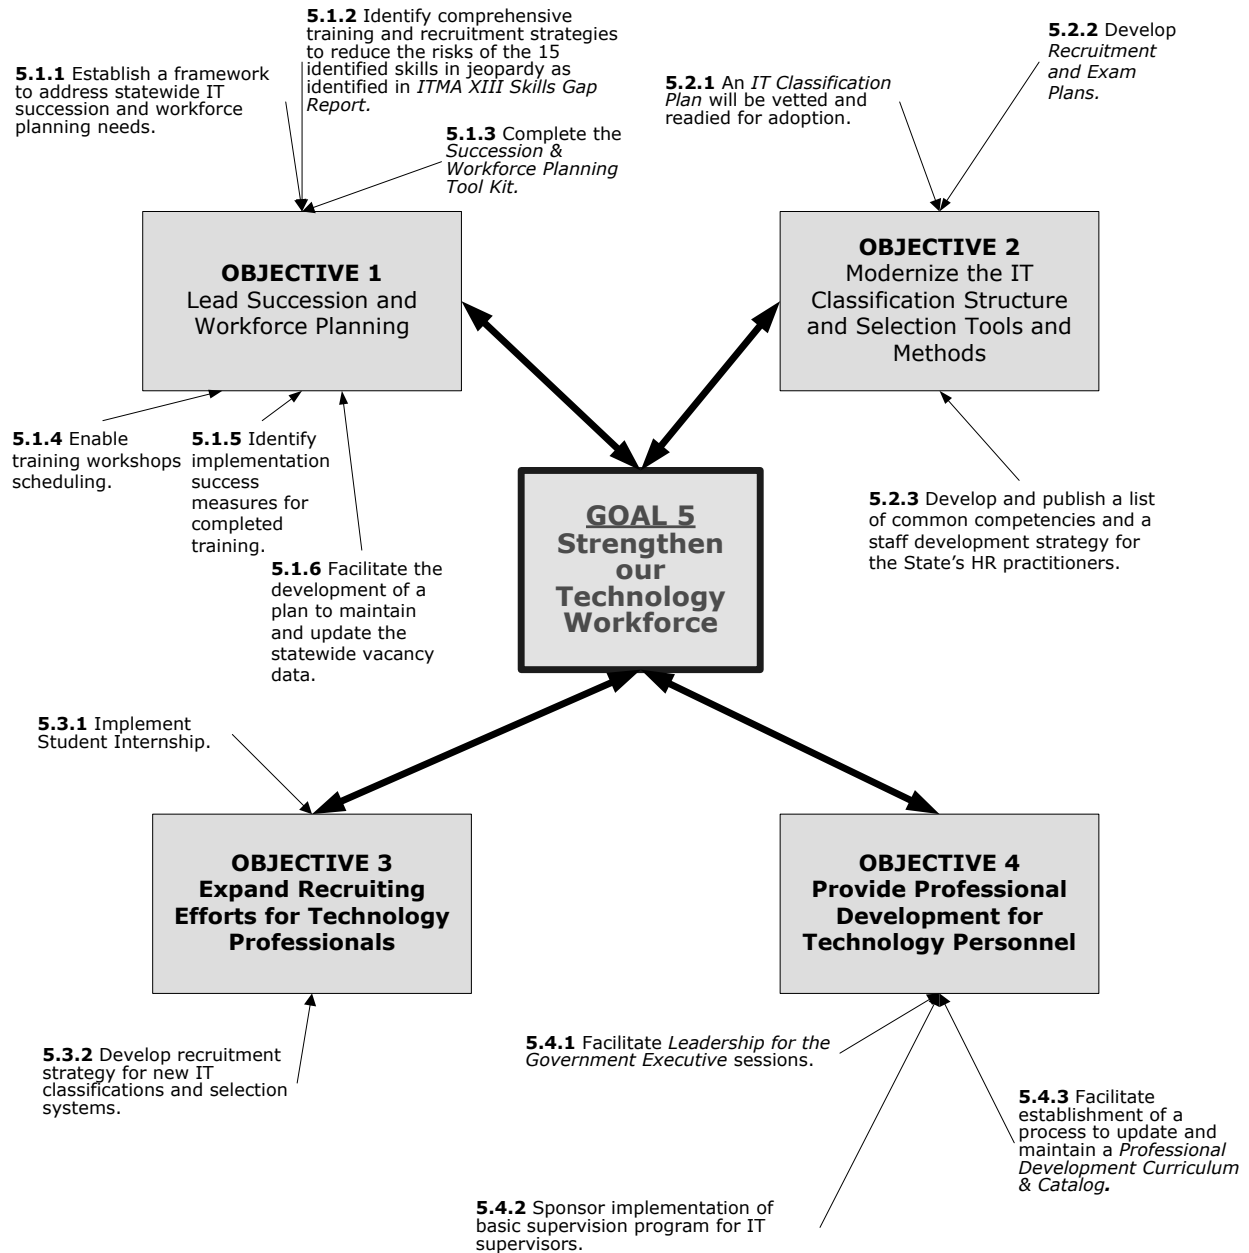 5.1.1 Establish a framework
to address statewide IT
succession and workforce
planning needs.
5.1.2 Identify comprehensive
training and recruitment strategies
to reduce the risks of the 15
identified skills in jeopardy as
identified in ITMA XIII Skills Gap
Report.
5.1.3 Complete the
Succession &
Workforce Planning
Tool Kit.
5.2.1 An IT Classification
Plan will be vetted and
readied for adoption.
5.2.2 Develop
Recruitment
and Exam
Plans.
OBJECTIVE 1
Lead Succession and
Workforce Planning
OBJECTIVE 2
Modernize the IT
Classification Structure
and Selection Tools and
Methods
5.1.4 Enable
training workshops
scheduling.
5.1.5 Identify
implementation
success
measures for
completed
training.
5.1.6 Facilitate the
development of a
plan to maintain
and update the
statewide vacancy
data.
GOAL 5
Strengthen
our
Technology
Workforce
5.2.3 Develop and publish a list
of common competencies and a
staff development strategy for
the State’s HR practitioners.
5.3.1 Implement
Student Internship.
OBJECTIVE 3
Expand Recruiting
Efforts for Technology
Professionals
OBJECTIVE 4
Provide Professional
Development for
Technology Personnel
5.3.2 Develop recruitment
strategy for new IT
classifications and selection
systems.
5.4.1 Facilitate Leadership for the
Government Executive sessions.
5.4.3 Facilitate
establishment of a
process to update and
maintain a Professional
Development Curriculum
& Catalog.
5.4.2 Sponsor implementation of
basic supervision program for IT
supervisors.